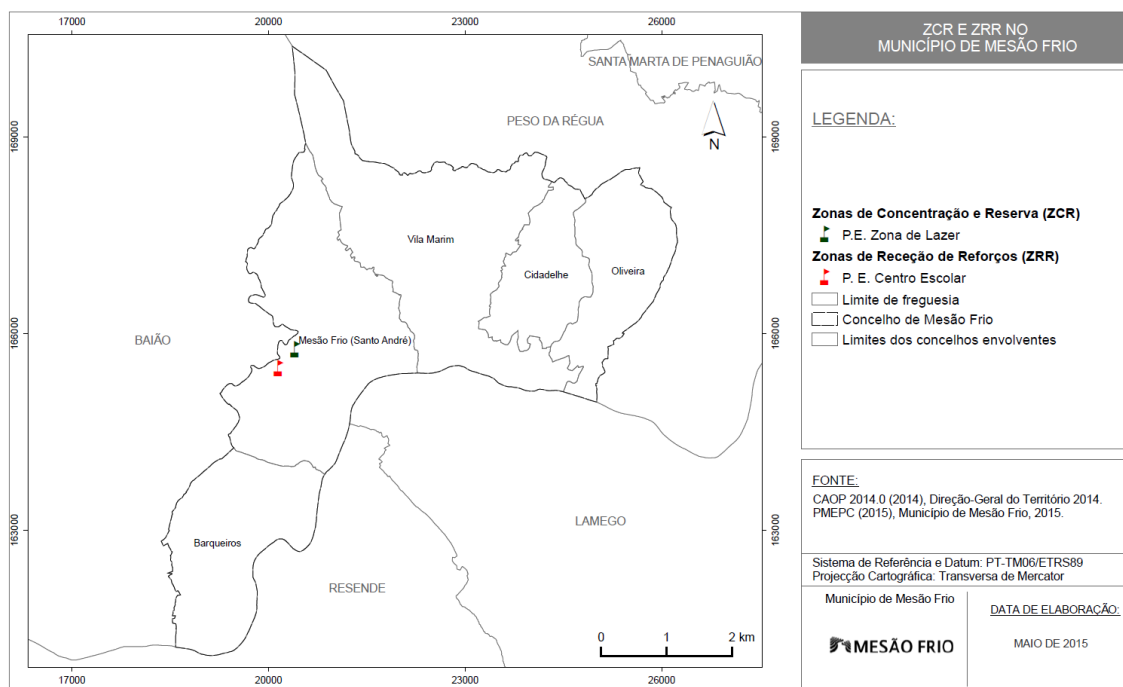 17000
20000
23000
26000
169000
166000
163000
169000
166000
163000
SANTA MARTA DE PENAGUIÃO
PESO DA RÉGUA
N
Vila Marim
Cidadelhe
Oliveira
BAIÃO
Mesão Frio (Santo André)
LAMEGO
Barqueiros
RESENDE
0 1 2 km
17000
20000
23000
26000
ZCR E ZRR NO
MUNICÍPIO DE MESÃO FRIO
LEGENDA:
Zonas de Concentração e Reserva (ZCR)
P.E. Zona de Lazer
Zonas de Receção de Reforços (ZRR)
P. E. Centro Escolar
Limite de freguesia
Concelho de Mesão Frio
Limites dos concelhos envolventes
FONTE:
CAOP 2014.0 (2014), Direção-Geral do Território 2014.
PMEPC (2015), Município de Mesão Frio, 2015.
Sistema de Referência e Datum: PT-TM06/ETRS89
Projecção Cartográfica: Transversa de Mercator
Município de Mesão Frio
MESÃO FRIO
DATA DE ELABORAÇÃO:
MAIO DE 2015